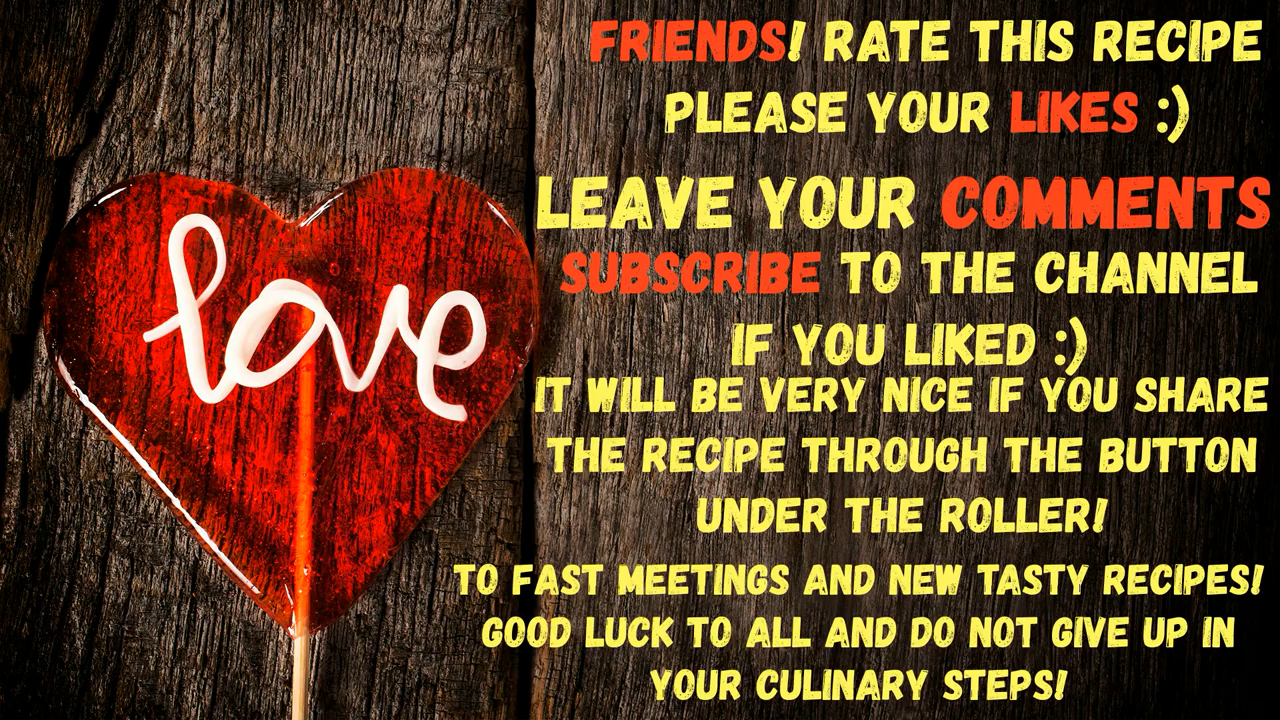 love
FRIENDS! RATE THIS RECIPE
PLEASE YOUR LIKES :)
LEAVE YOUR COMMENTS
SUBSCRIBE TO THE CHANNEL
IF YOU LIKED :)
IT WILL BE VERY NICE IF YOU SHARE
THE RECIPE THROUGH THE BUTTON
UNDER THE ROLLER!
TO FAST MEETINGS AND NEW TASTY RECIPES!
GOOD LUCK TO ALL AND DO NOT GIVE UP IN
YOUR CULINARY STEPS!